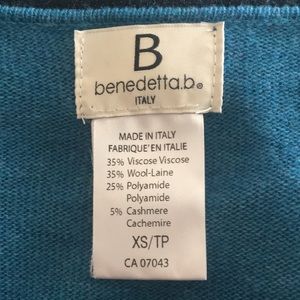 B
benedetta.b®
ITALY
MADE IN ITALY
FABRIQUE'EN ITALIE
35% Viscose Viscose
35% Wool-Laine
25% Polyamide
Polyamide
5% Cashmere
Cachemire
XS/TP
CA 07043